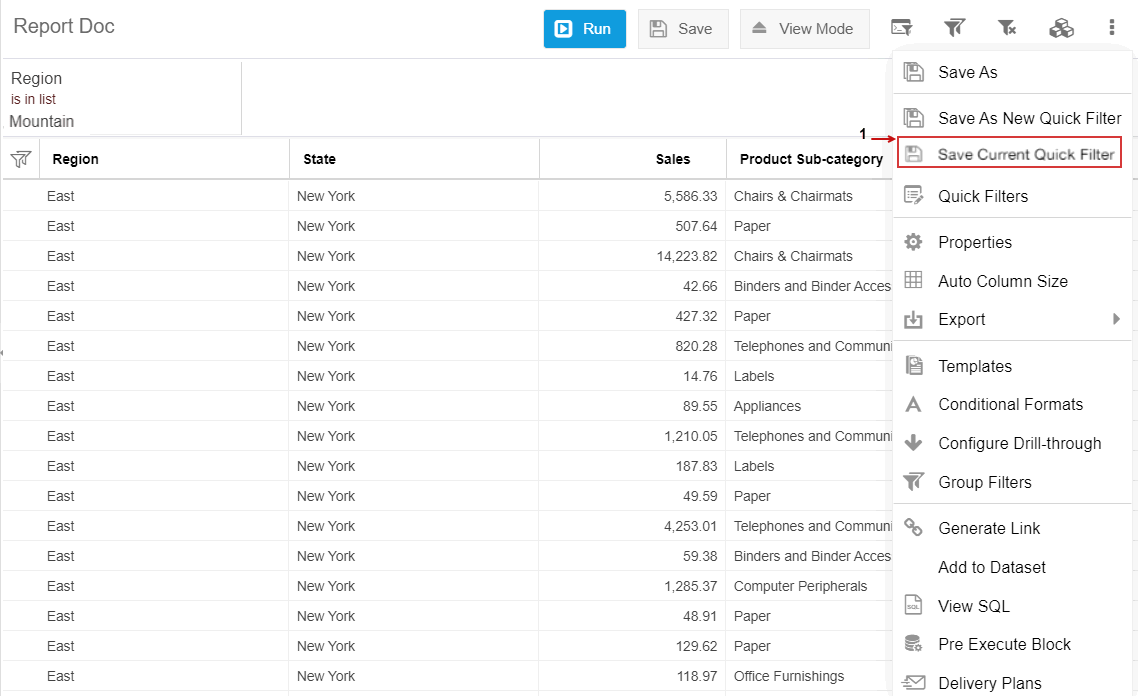 Report Doc
Run
Save
View Mode
Region
is in list
Mountain
Region State Sales Product Sub-category
East New York 5,586.33 Chairs & Chairmats
East New York 507.64 Paper
East New York 14,223.82 Chairs & Chairmats
East New York 42.66 Binders and Binder Acces
East New York 427.32 Paper
East New York 820.28 Telephones and Communi
East New York 14.76 Labels
East New York 89.55 Appliances
East New York 1,210.05 Telephones and Communi
East New York 187.83 Labels
East New York 49.59 Paper
East New York 4,253.01 Telephones and Communi
East New York 59.38 Binders and Binder Acces
East New York 1,285.37 Computer Peripherals
East New York 48.91 Paper
East New York 129.62 Paper
East New York 118.97 Office Furnishings
Save As
Save As New Quick Filter
1
Save Current Quick Filter
Quick Filters
Properties
Auto Column Size
Export
Templates
Conditional Formats
Configure Drill-through
Group Filters
Generate Link
Add to Dataset
SQL
View SQL
Pre Execute Block
Delivery Plans